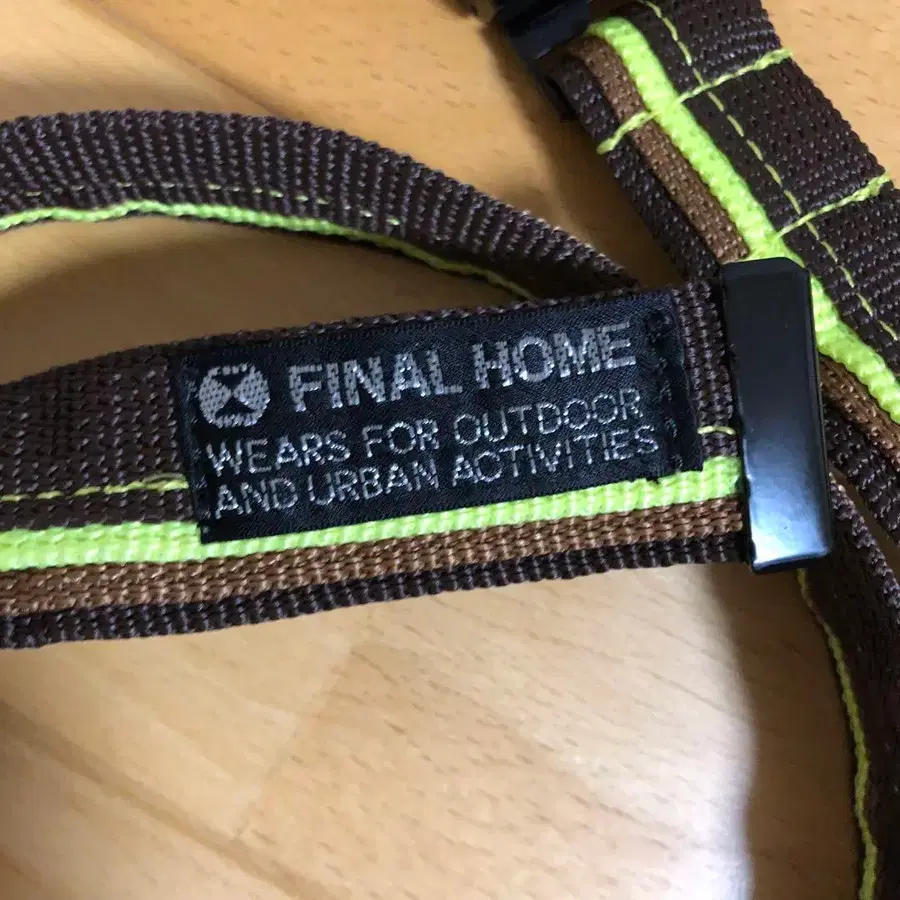 FINAL HOME
WEARS FOR OUTDOOR
AND URBAN ACTIVITIES